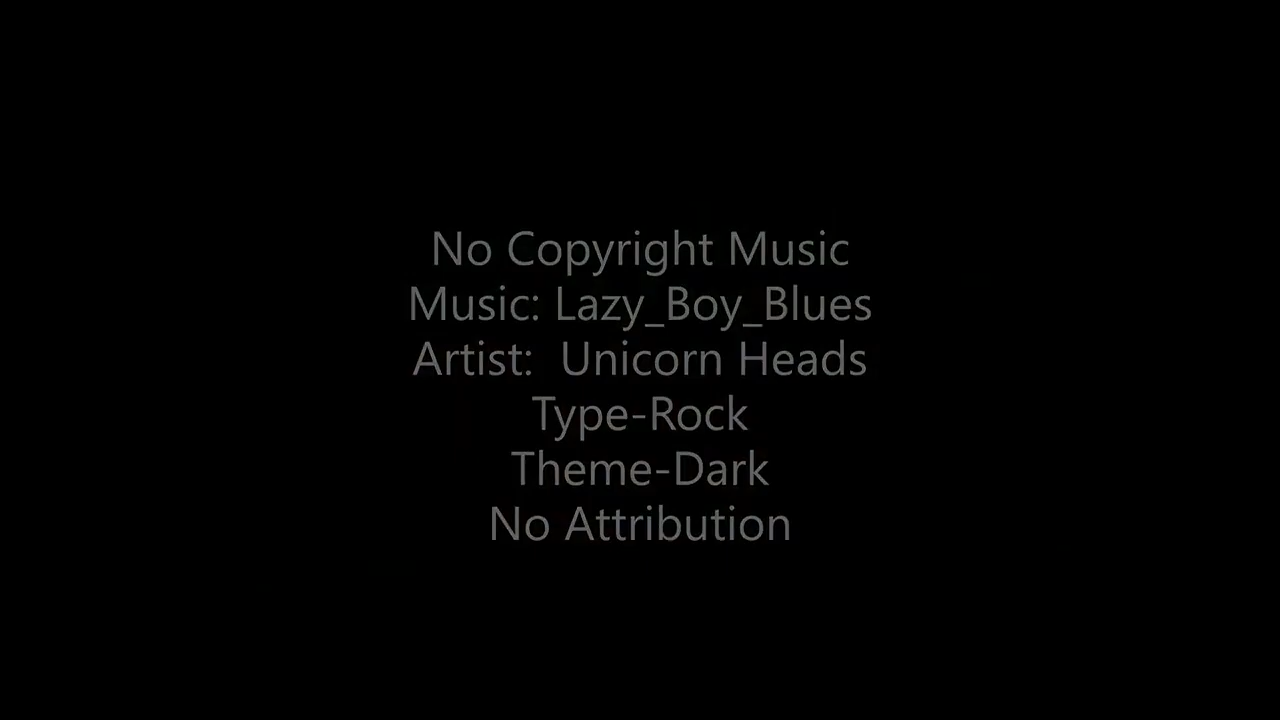 No Copyright Music
Music: Lazy_Boy_Blues
Artist:  Unicorn Heads
Type-Rock
Theme-Dark
No Attribution